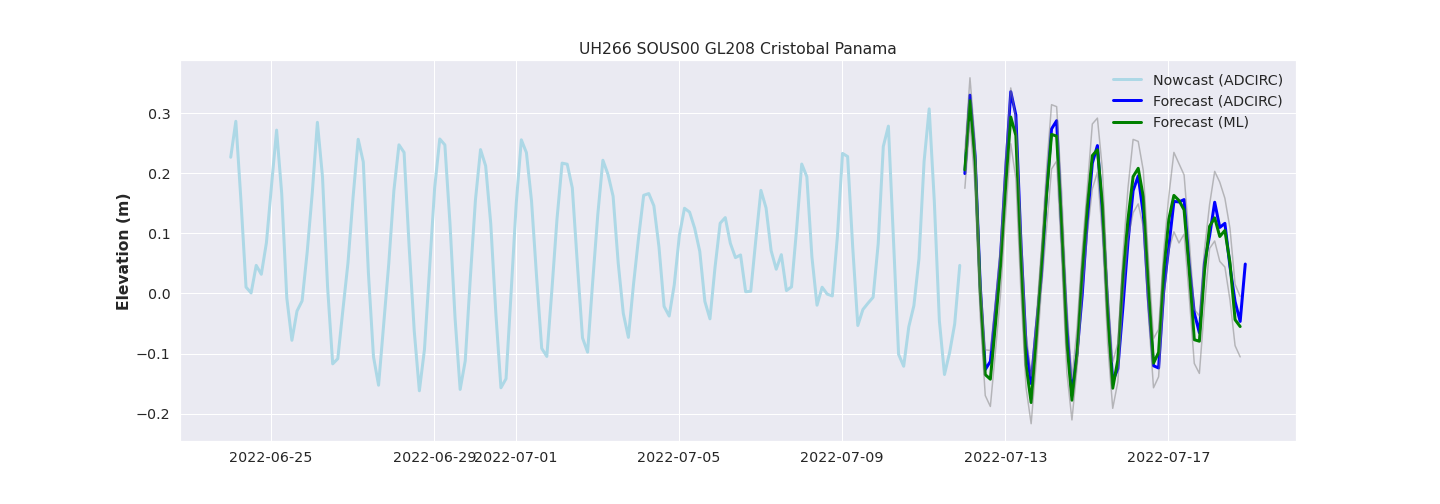 UH266 SOUS00 GL208 Cristobal Panama
Nowcast (ADCIRC)
Forecast (ADCIRC)
Forecast (ML)
Elevation (m)
0.3
0.2
0.1
0.0
−0.1
−0.2
2022-06-25 2022-06-29 2022-07-01 2022-07-05 2022-07-09 2022-07-13 2022-07-17